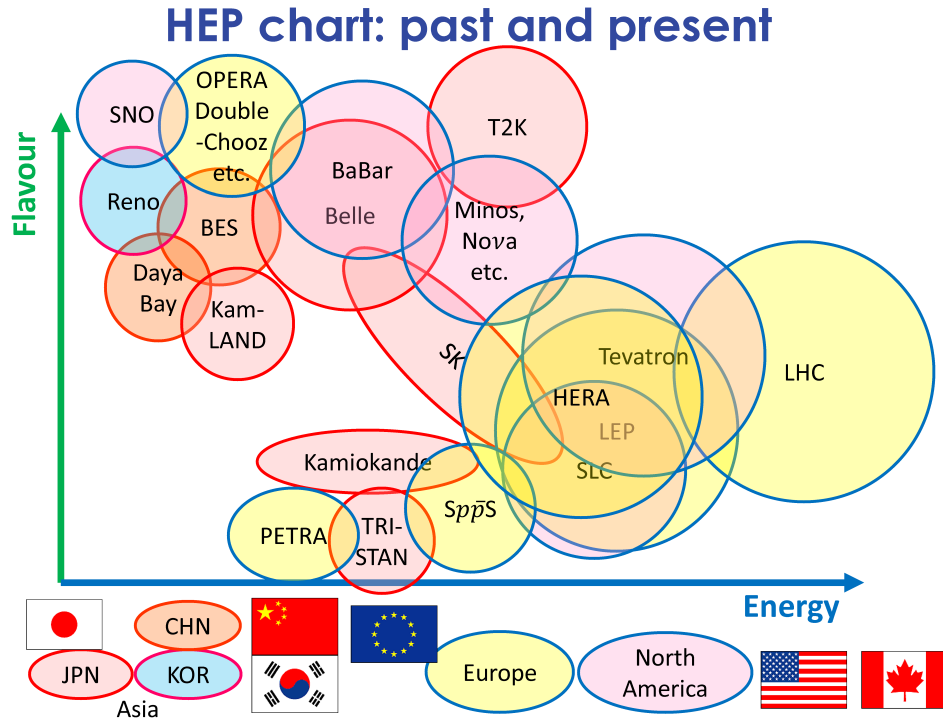 HEP chart: past and present
Flavour
SNO
OPERA
Double
-Chooz
etc.
BaBar
Belle
T2K
Reno
BES
Minos,
Noνa
etc.
Daya
Bay
Kam-
LAND
SK
Tevatron
LHC
HERA
LEP
SLC
Kamiokande
Spp̄S
PETRA
TRI-
STAN
Energy
CHN
JPN
KOR
Asia
Europe
North
America